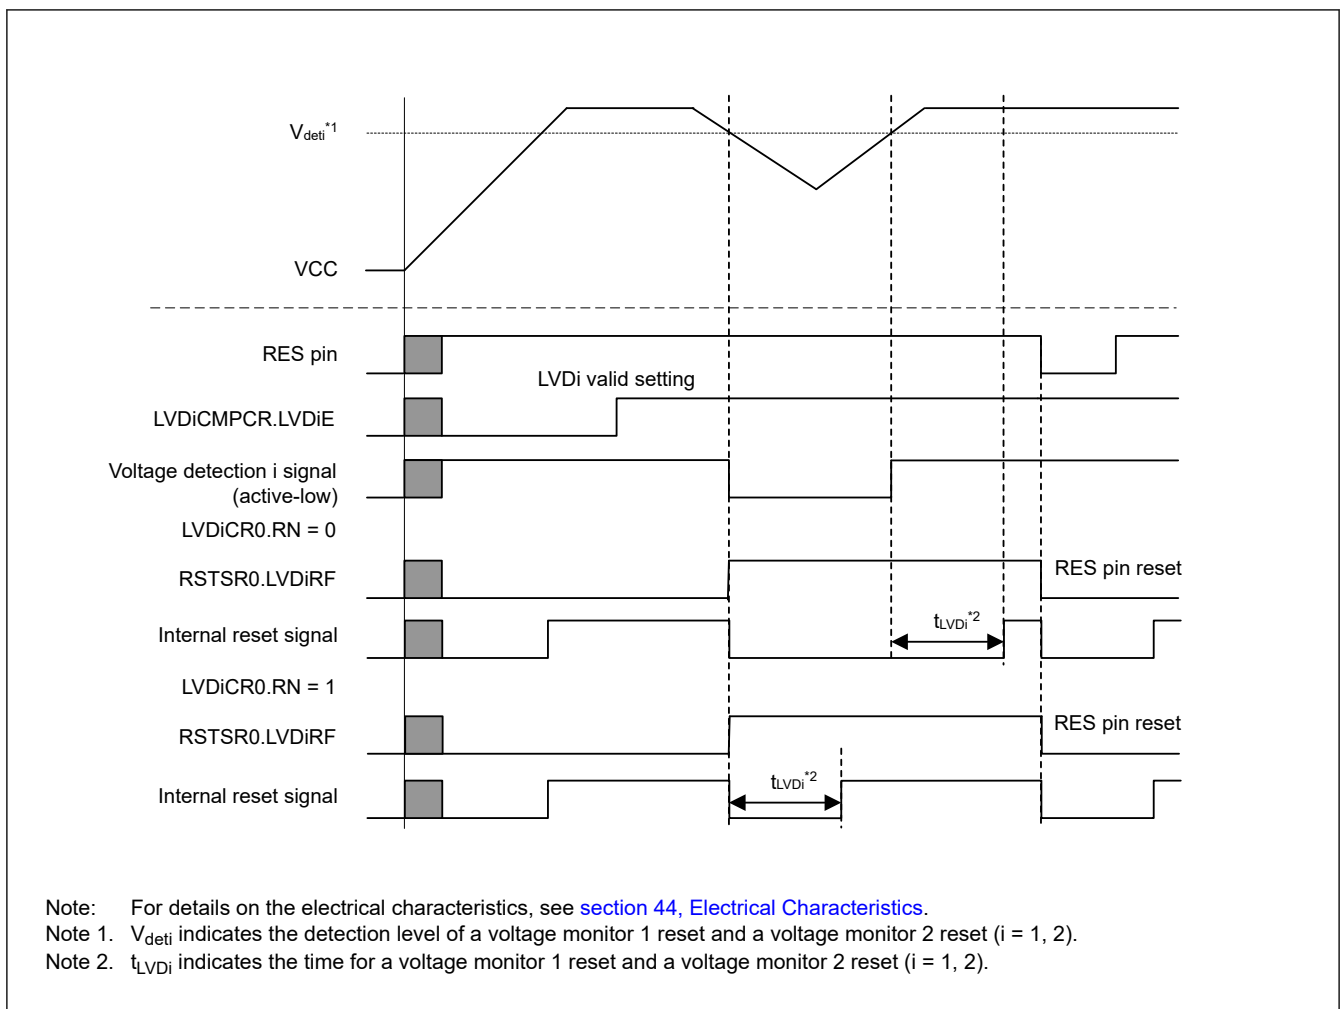 Vdeti*1
VCC
RES pin
LVDi valid setting
LVDiCMPCR.LVDiE
Voltage detection i signal
(active-low)
LVDiCR0.RN = 0
RSTSR0.LVDiRF
RES pin reset
Internal reset signal
tLVDi*2
LVDiCR0.RN = 1
RSTSR0.LVDiRF
RES pin reset
Internal reset signal
tLVDi*2
Note: For details on the electrical characteristics, see section 44, Electrical Characteristics.
Note 1. Vdeti indicates the detection level of a voltage monitor 1 reset and a voltage monitor 2 reset (i = 1, 2).
Note 2. tLVDi indicates the time for a voltage monitor 1 reset and a voltage monitor 2 reset (i = 1, 2).